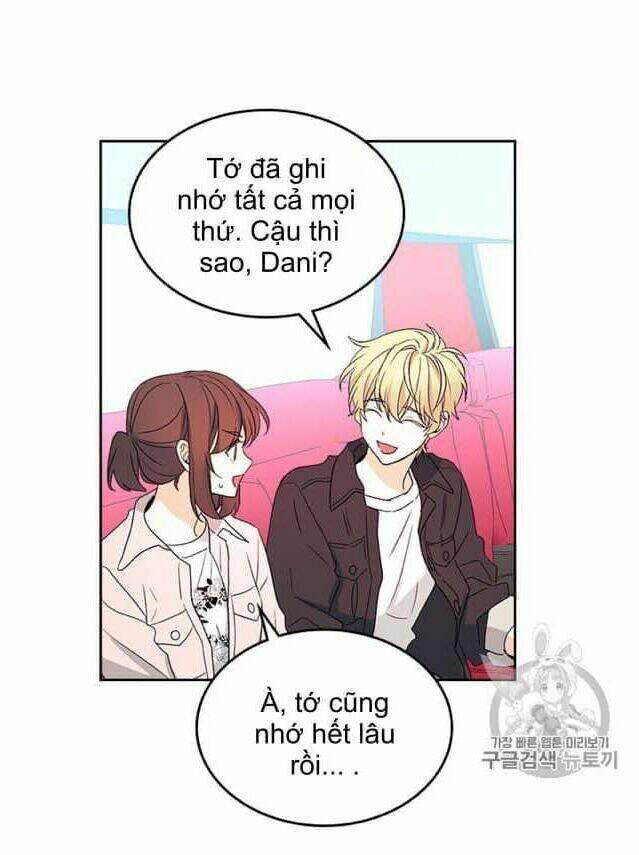 Tớ đã ghi
nhớ tất cả mọi
thứ. Cậu thì
sao, Dani?
À, tớ cũng
nhớ hết lâu
rồi... .
가장 빠른 웹툰 미리보기
구글검색 뉴토끼